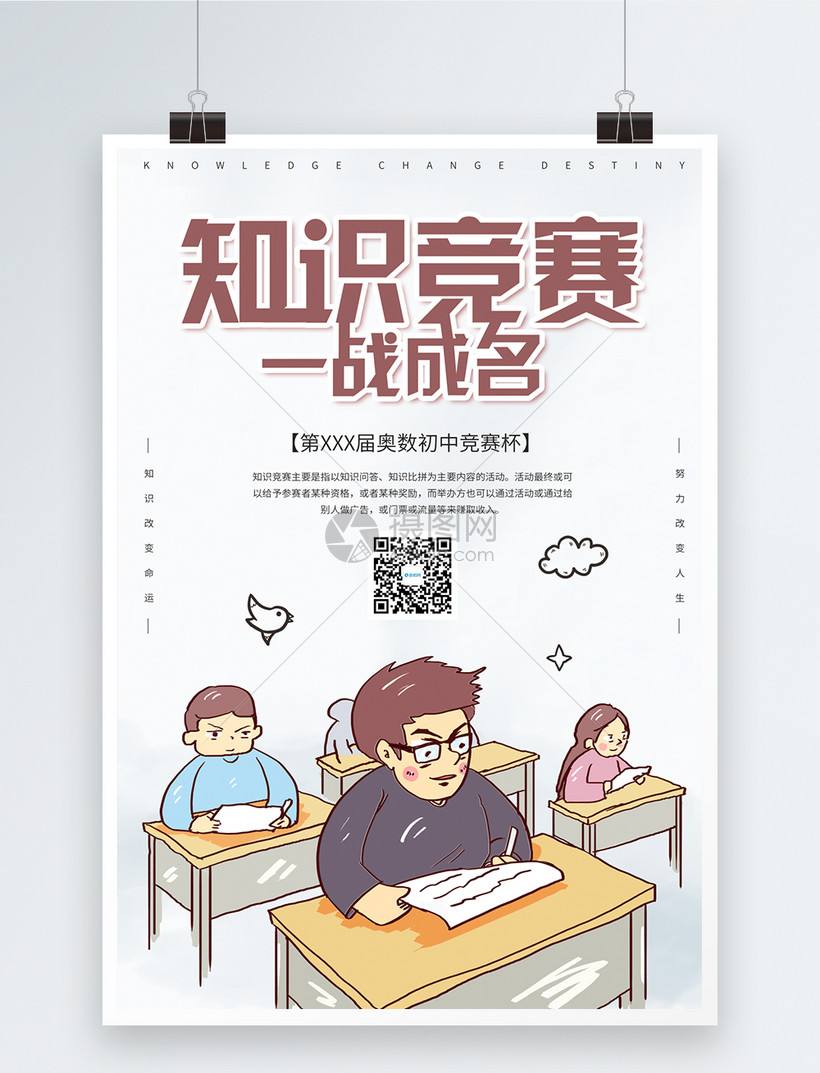 KNOWLEDGE CHANGE DESTINY
知识竞赛
一战成名
【第XXX届奥数初中竞赛杯】
知识竞赛主要是指以知识问答、知识比拼为主要内容的活动。活动最终或可
以给予参赛者某种资格，或者某种奖励，而举办方也可以通过活动或通过给
别人做广告，或门票或流量等来赚取收入。
知识改变命运
努力改变人生
摄图网